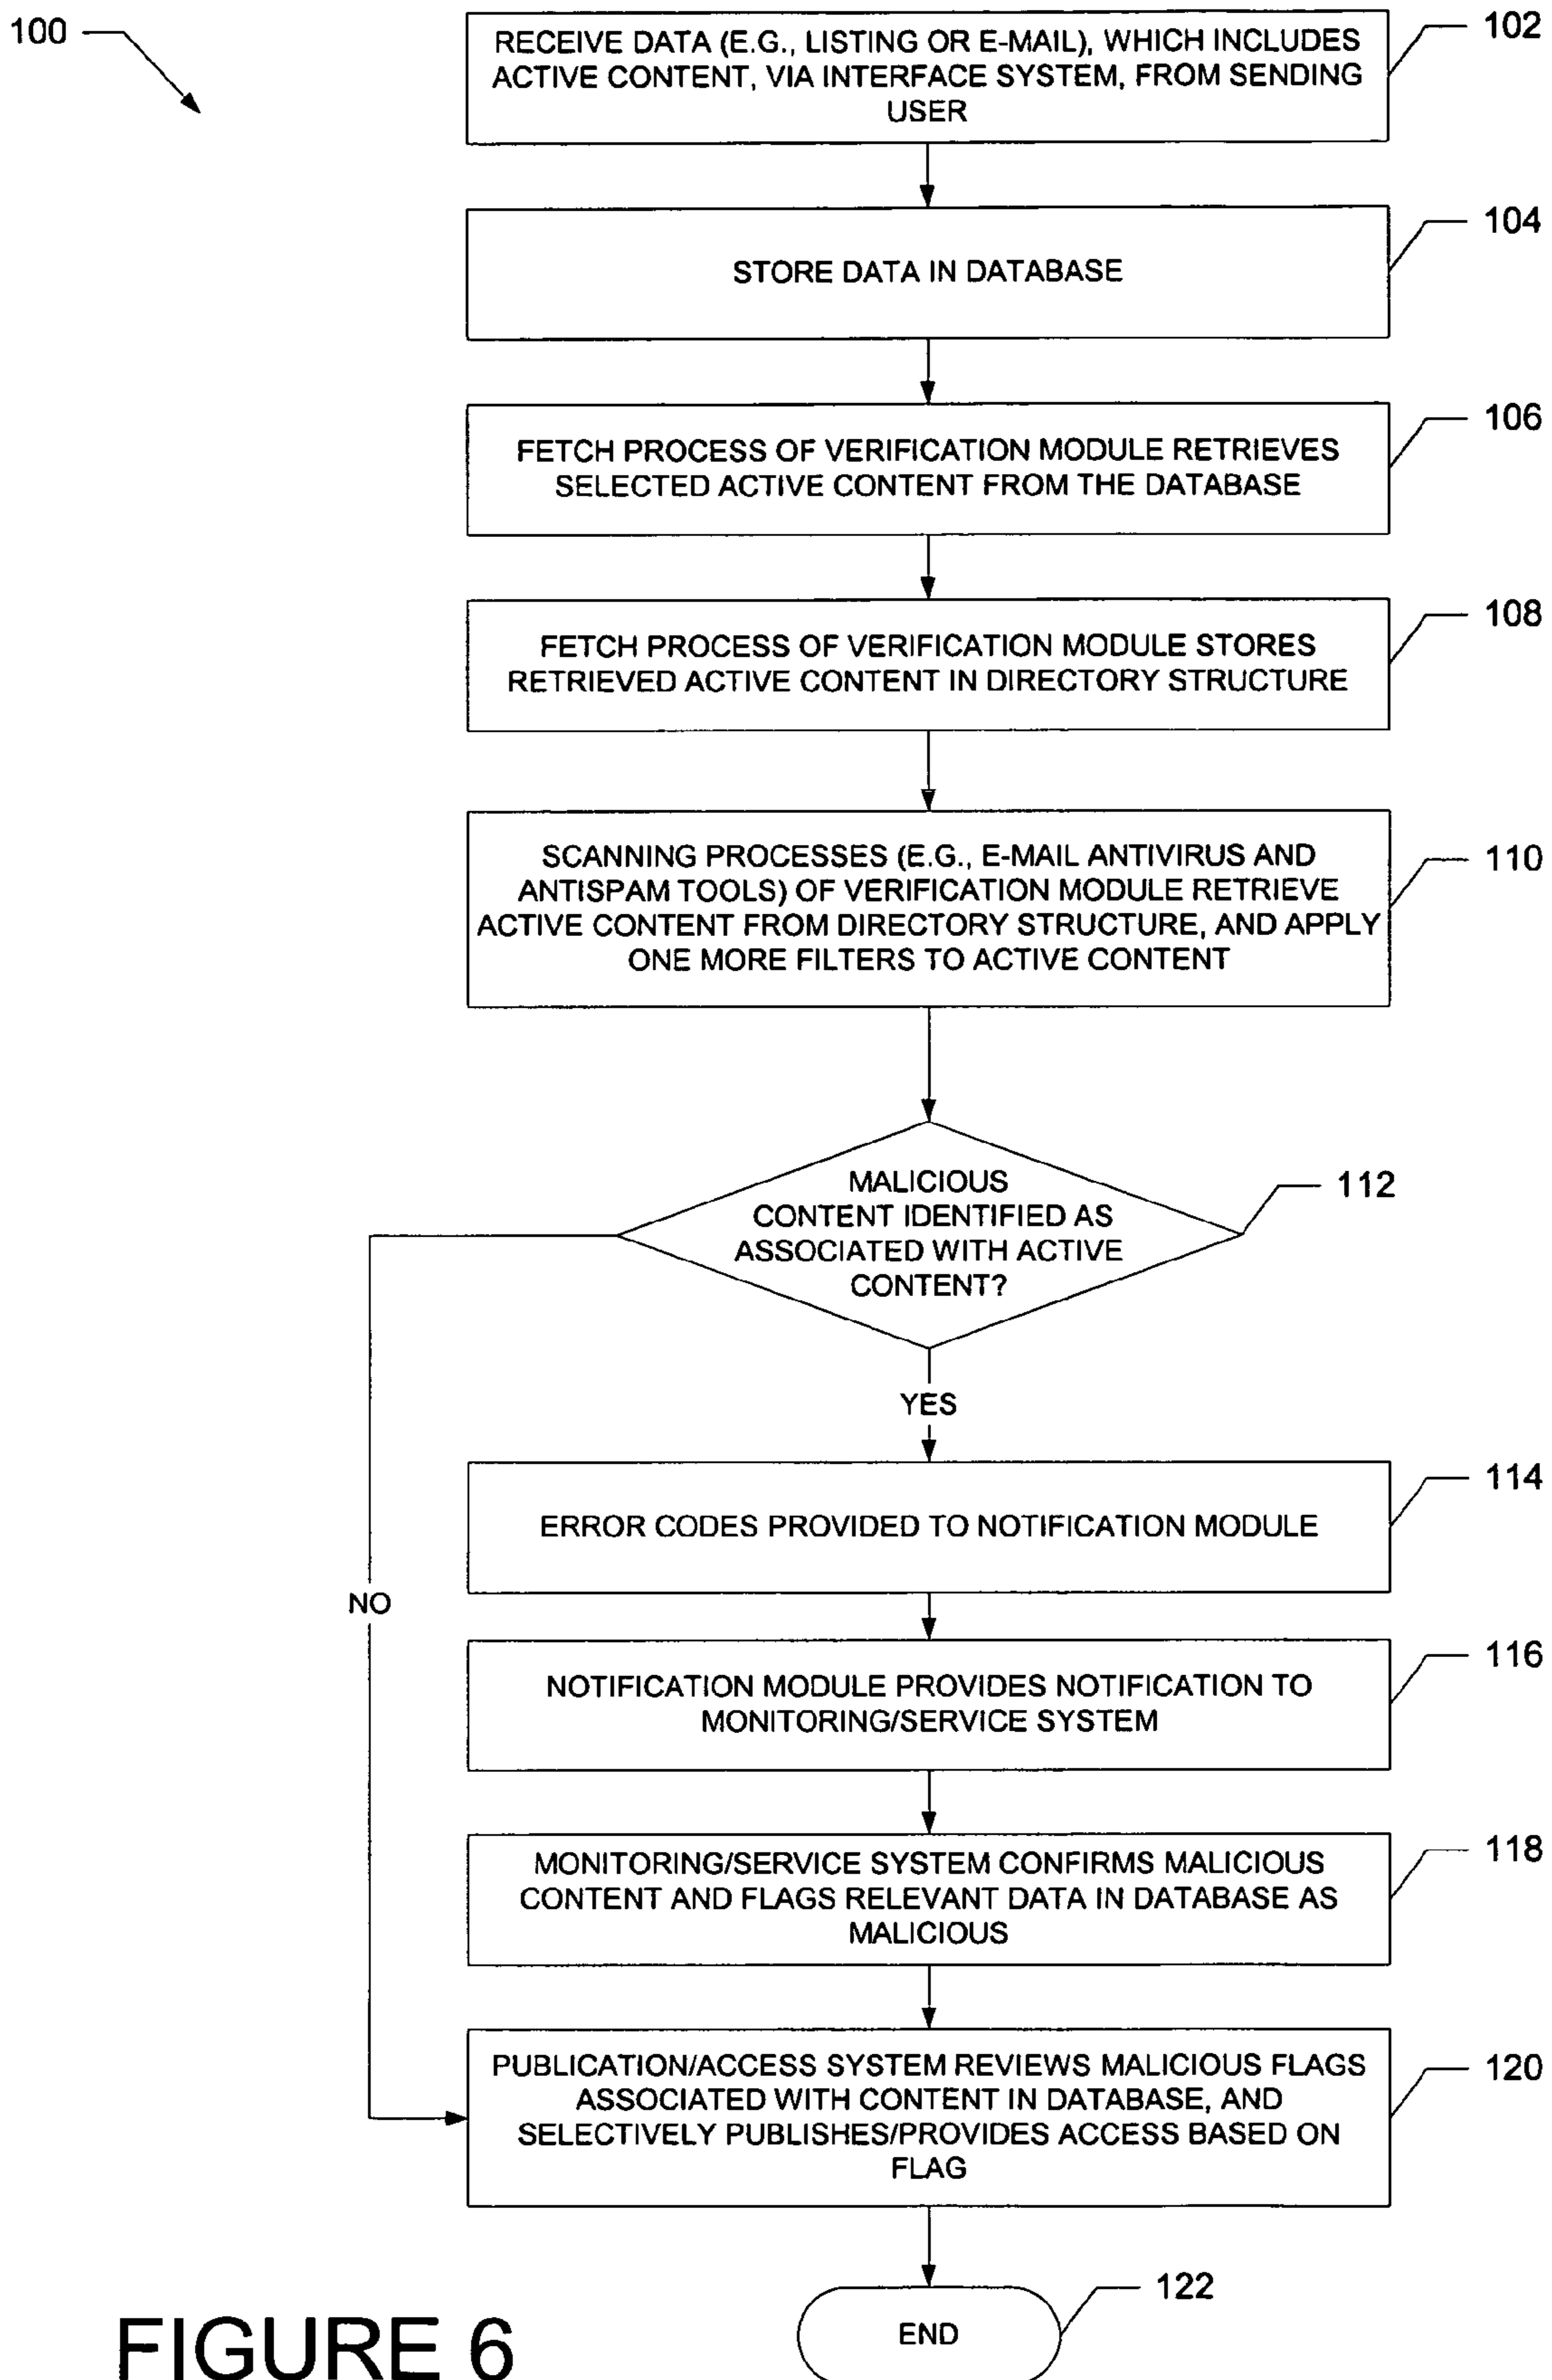 100
RECEIVE DATA (E.G., LISTING OR E-MAIL), WHICH INCLUDES
ACTIVE CONTENT, VIA INTERFACE SYSTEM, FROM SENDING
USER
102
STORE DATA IN DATABASE
104
FETCH PROCESS OF VERIFICATION MODULE RETRIEVES
SELECTED ACTIVE CONTENT FROM THE DATABASE
106
FETCH PROCESS OF VERIFICATION MODULE STORES
RETRIEVED ACTIVE CONTENT IN DIRECTORY STRUCTURE
108
SCANNING PROCESSES (E.G., E-MAIL ANTIVIRUS AND
ANTISPAM TOOLS) OF VERIFICATION MODULE RETRIEVE
ACTIVE CONTENT FROM DIRECTORY STRUCTURE, AND APPLY
ONE MORE FILTERS TO ACTIVE CONTENT
110
MALICIOUS
CONTENT IDENTIFIED AS
ASSOCIATED WITH ACTIVE
CONTENT?
112
YES
ERROR CODES PROVIDED TO NOTIFICATION MODULE
114
NO
NOTIFICATION MODULE PROVIDES NOTIFICATION TO
MONITORING/SERVICE SYSTEM
116
MONITORING/SERVICE SYSTEM CONFIRMS MALICIOUS
CONTENT AND FLAGS RELEVANT DATA IN DATABASE AS
MALICIOUS
118
PUBLICATION/ACCESS SYSTEM REVIEWS MALICIOUS FLAGS
ASSOCIATED WITH CONTENT IN DATABASE, AND
SELECTIVELY PUBLISHES/PROVIDES ACCESS BASED ON
FLAG
120
END
122
FIGURE 6